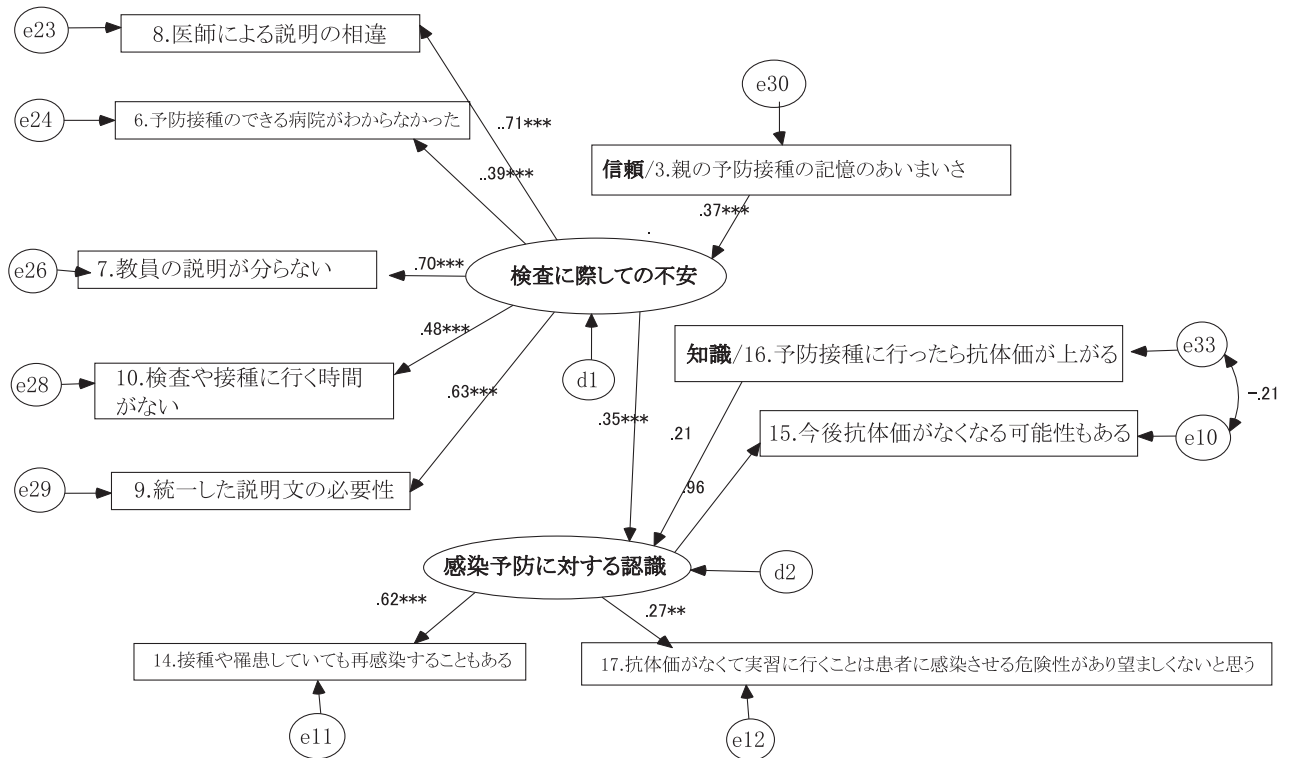 e23
8.医師による説明の相違
e30
e24
6.予防接種のできる病院がわからなかった
..71***
信頼/3.親の予防接種の記憶のあいまいさ
..39***
.37***
e26
7.教員の説明が分らない
.70***
検査に際しての不安
.48***
知識/16.予防接種に行ったら抗体価が上がる
e33
e28
10.検査や接種に行く時間
がない
d1
.63***
-.21
.35***
.21
15.今後抗体価がなくなる可能性もある
e10
e29
9.統一した説明文の必要性
.96
感染予防に対する認識
d2
.62***
.27**
14.接種や罹患していても再感染することもある
17.抗体価がなくて実習に行くことは患者に感染させる危険性があり望ましくないと思う
e11
e12